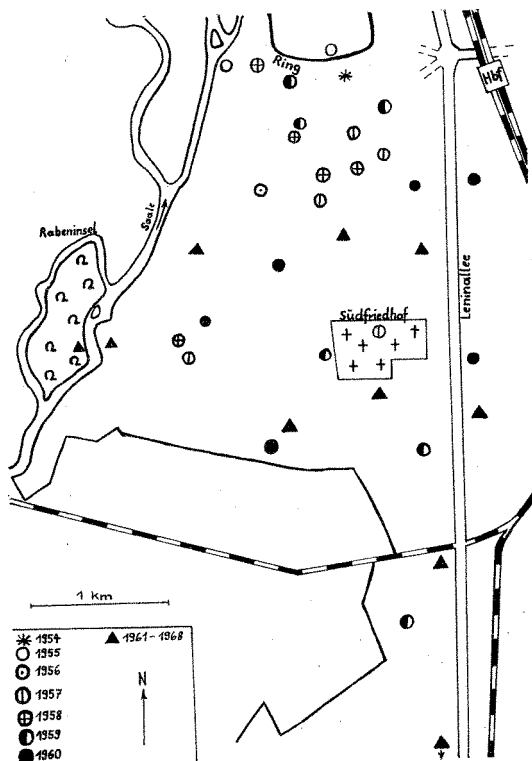 Ring
Hbf
Saale
Rabeninsel
Leninallee
Südfriedhof
1 km
1954
1961-1968
1955
1956
1957
N
1958
1959
1960